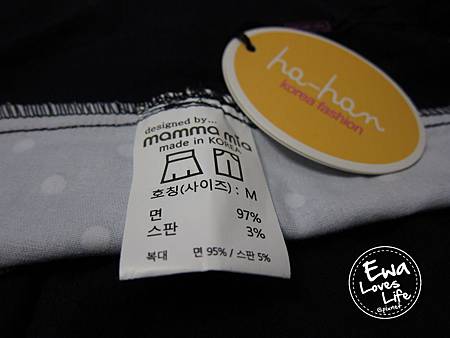 designed by...
mamma mia
made in KOREA
호칭(사이즈) : M
면 97%
스판 3%
복대 면 95% / 스판 5%
ha-han
korea fashion
Ewa
Loves
Life
@pixnet